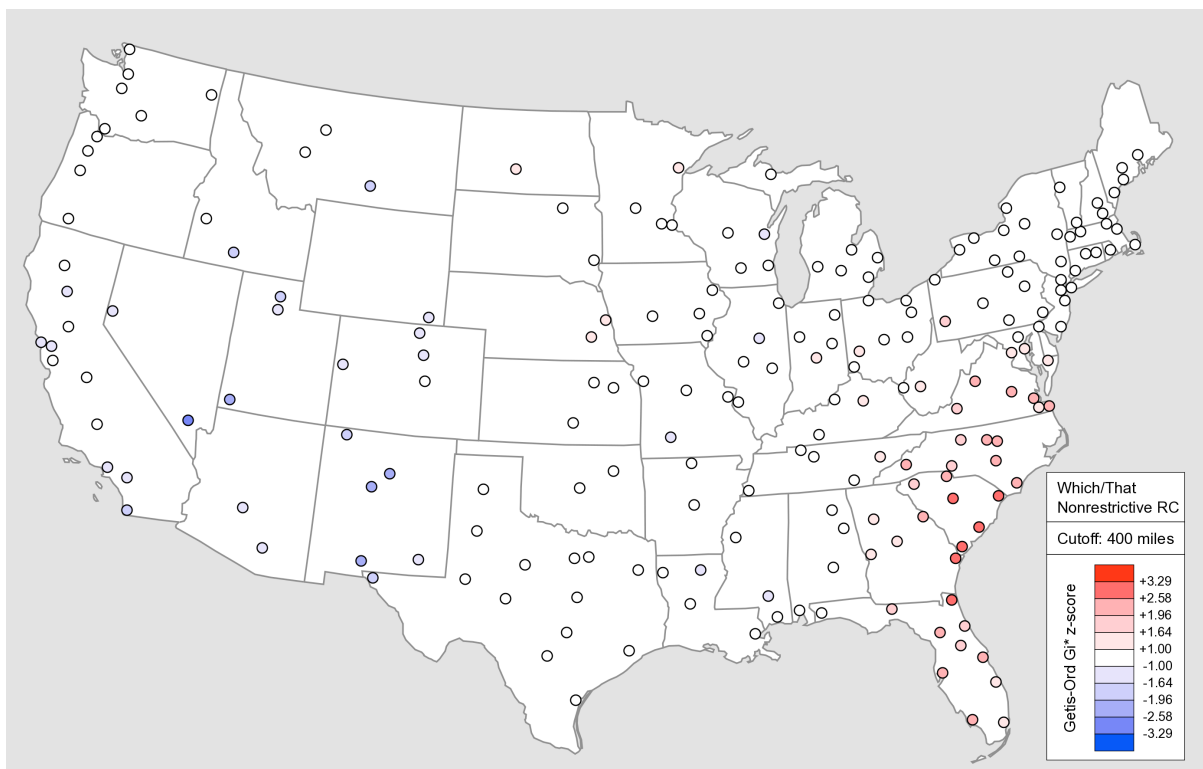 Which/That
Nonrestrictive RC
Cutoff: 400 miles
Getis-Ord Gi* z-score
+3.29
+2.58
+1.96
+1.64
+1.00
-1.00
-1.64
-1.96
-2.58
-3.29